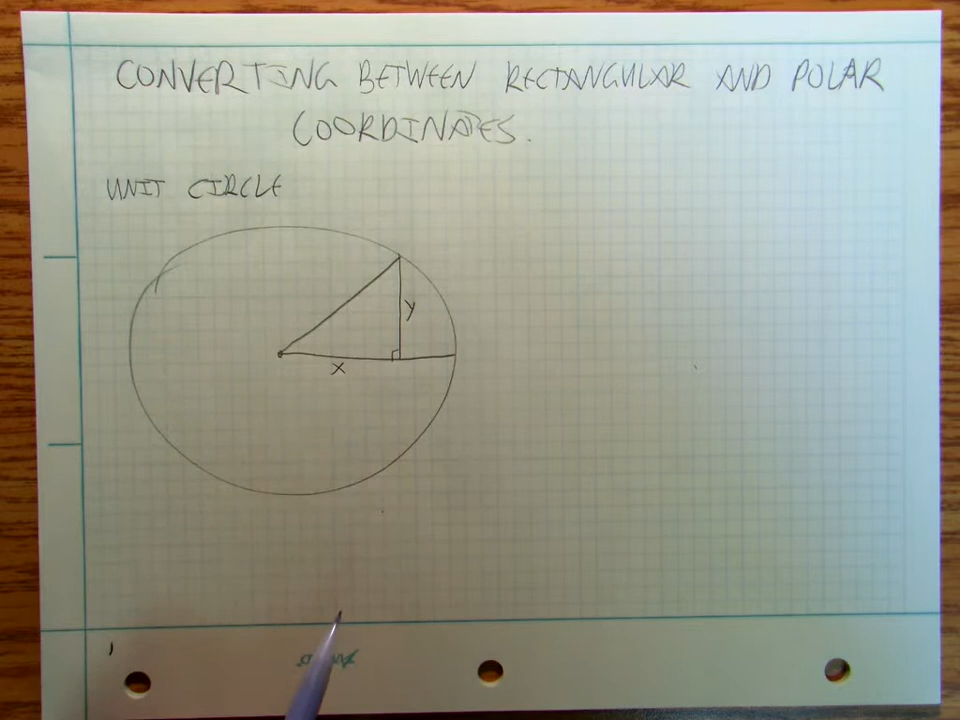 CONVERTING BETWEEN RECTANGULAR AND POLAR
COORDINATES.
UNIT CIRCLE
y
x